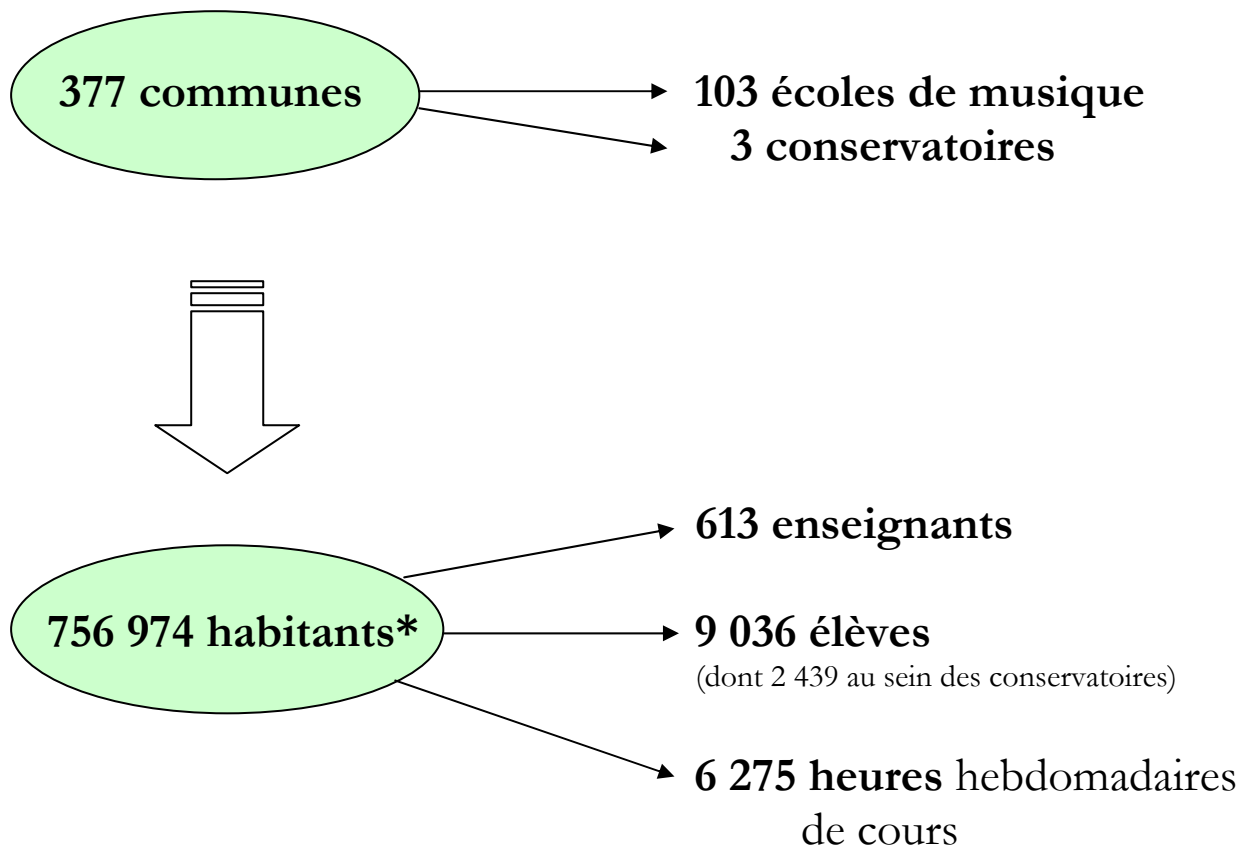 377 communes
103 écoles de musique
3 conservatoires
756 974 habitants*
613 enseignants
9 036 élèves
(dont 2 439 au sein des conservatoires)
6 275 heures hebdomadaires
de cours